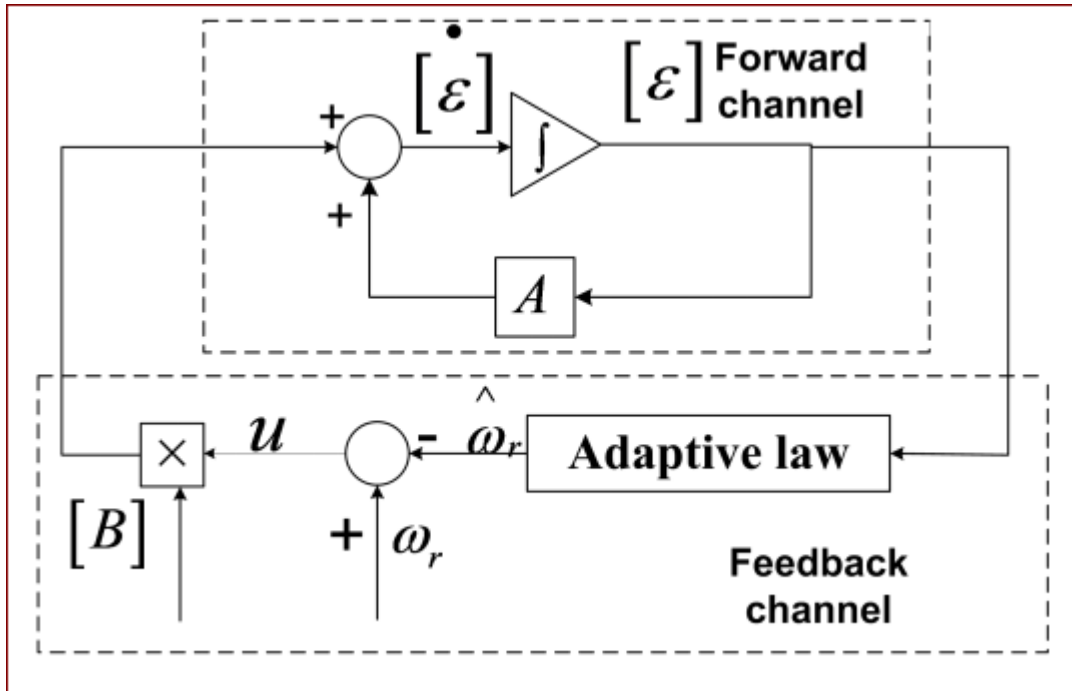 [ε̇]
[ε]
Forward
channel
+
∫
+
A
×
u
-
ω̂r
Adaptive law
[B]
+
ωr
Feedback
channel